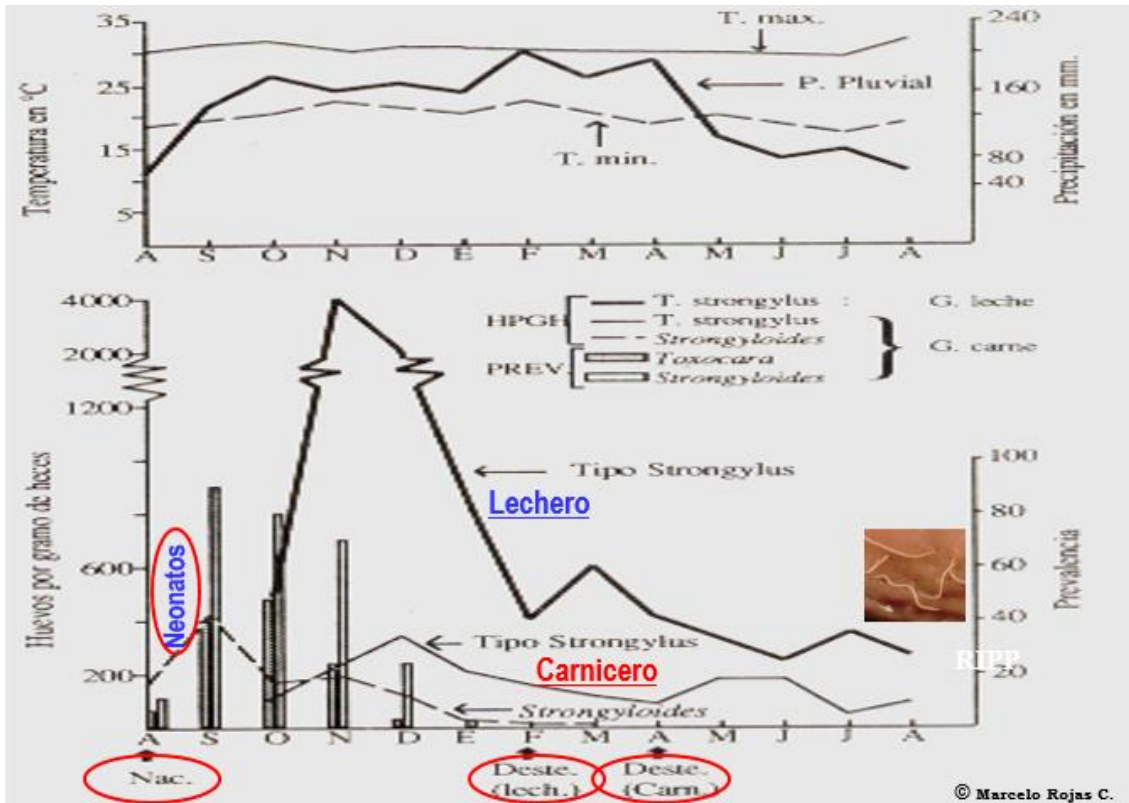 35
25
15
5
Temperatura en °C
240
160
80
40
Precipitación en mm.
T. max.
P. Pluvial
T. min.
A S O N D E F M A M J J A
4000
2000
1200
600
200
Huevos por gramo de heces
HPGH
T. strongylus : G. leche
T. strongylus
Strongyloides
G. carne
PREV.
Toxocara
Strongyloides
100
80
60
40
20
Prevalencia
Tipo Strongylus
Lechero
Neonatos
Tipo Strongylus
Carnicero
Strongyloides
RIPP
A S O N D E F M A M J J A
Nac.
Deste.
(lech.)
Deste.
(Carn.)
© Marcelo Rojas C.